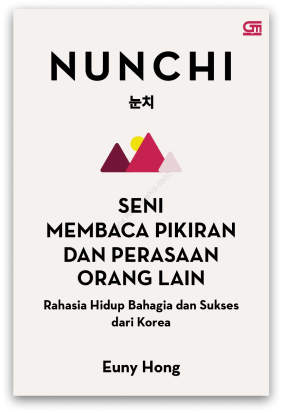 NUNCHI
눈치
SENI
MEMBACA PIKIRAN
DAN PERASAAN
ORANG LAIN
Rahasia Hidup Bahagia dan Sukses
dari Korea
Euny Hong